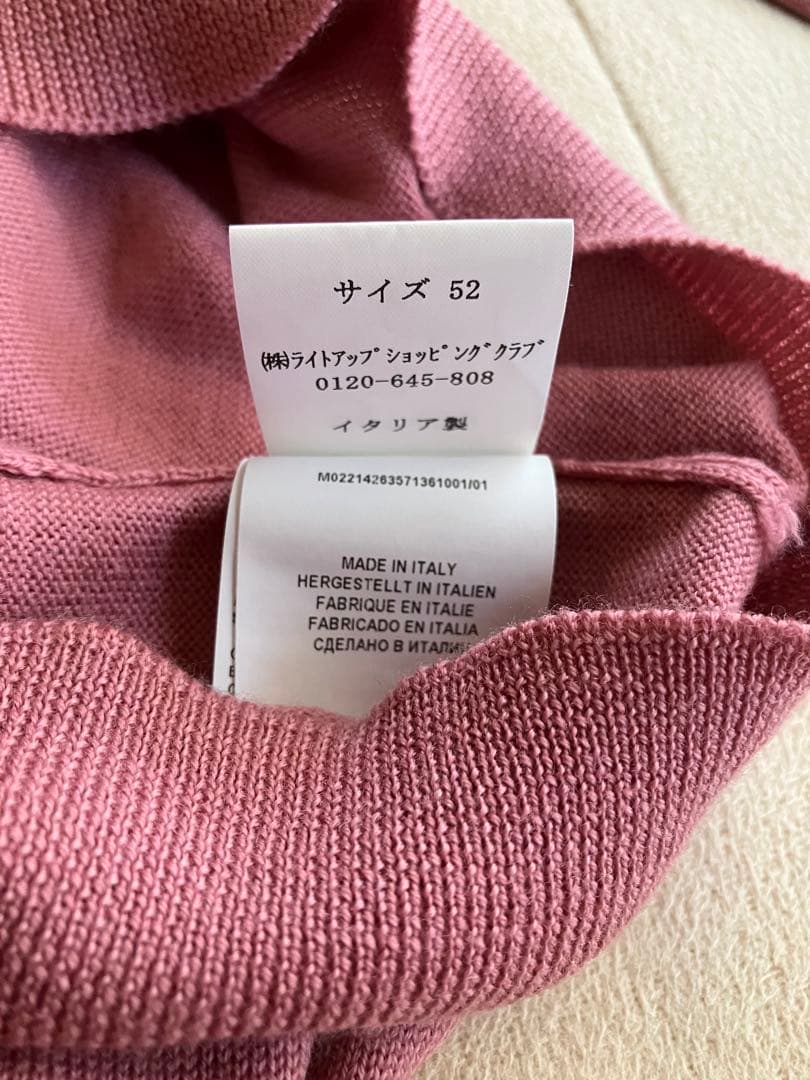 サイズ 52
㈱ライトアップショッピングクラブ
0120-645-808
イタリア製
M02214263571361001/01
MADE IN ITALY
HERGESTELLT IN ITALIEN
FABRIQUE EN ITALIE
FABRICADO EN ITALIA
СДЕЛАНО В ИТАЛИИ